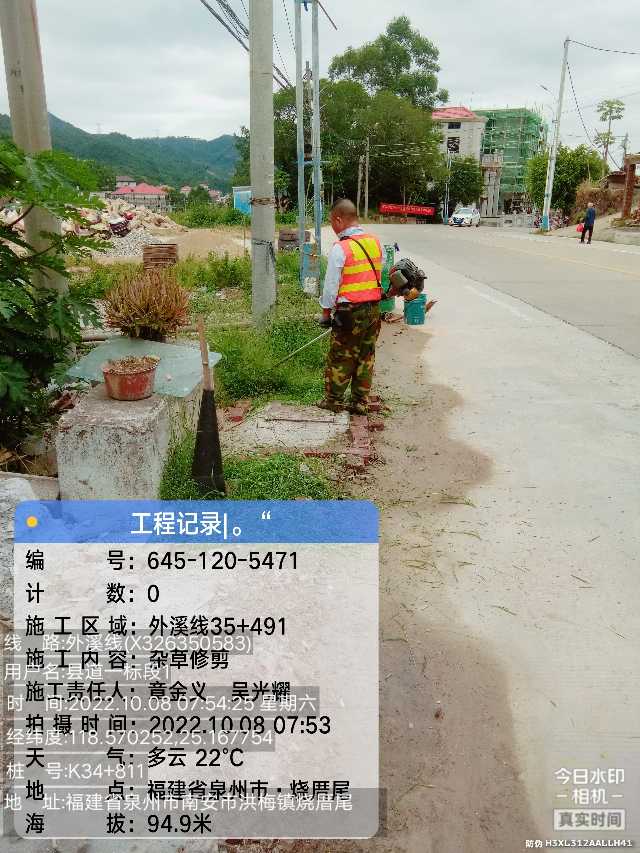 工程记录|。“
编 号：645-120-5471
计 数：0
施工区域：外溪线35+491
线 路:外溪线(X326350583)
施工内容：杂草修剪
用户名:县道一标段1
施工责任人：章金义 吴光耀
时 间:2022.10.08 07:54:25 星期六
拍摄时间：2022.10.08 07:53
经纬度:118.570252,25.167754
天 气：多云 22℃
桩 号:K34+811
地 点：福建省泉州市·烧厝尾
地 址:福建省泉州市南安市洪梅镇烧厝尾
海 拔：94.9米
今日水印
相机
真实时间
防伪 H3XL312AALLH41